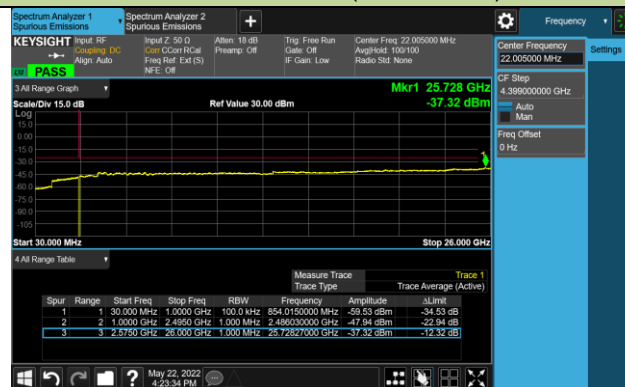 Spectrum Analyzer 1
Spurious Emissions
Spectrum Analyzer 2
Spurious Emissions
Frequency
KEYSIGHT
Input: RF
Coupling: DC
Align: Auto
Input Z: 50 Ω
Corr CCorr RCal
Freq Ref: Ext (S)
NFE: Off
Atten: 18 dB
Preamp: Off
Trig: Free Run
Gate: Off
IF Gain: Low
Center Freq: 22.005000 MHz
Avg|Hold: 100/100
Radio Std: None
PASS
Center Frequency
22.005000 MHz
Settings
CF Step
4.399000000 GHz
Auto
Man
Freq Offset
0 Hz
3 All Range Graph
Mkr1 25.728 GHz
-37.32 dBm
Scale/Div 15.0 dB
Ref Value 30.00 dBm
Log
15.0
0.00
-15.0
-30.0
-45.0
-60.0
-75.0
-90.0
-105
1
Start 30.000 MHz
Stop 26.000 GHz
4 All Range Table
Measure Trace Trace 1
Trace Type Trace Average (Active)
Spur Range Start Freq Stop Freq RBW Frequency Amplitude ΔLimit
1 1 30.000 MHz 1.0000 GHz 100.0 kHz 854.0150000 MHz -59.53 dBm -34.53 dB
2 2 1.0000 GHz 2.4950 GHz 1.000 MHz 2.486030000 GHz -47.94 dBm -22.94 dB
3 3 2.5750 GHz 26.000 GHz 1.000 MHz 25.72827000 GHz -37.32 dBm -12.32 dB
?
May 22, 2022
4:23:34 PM